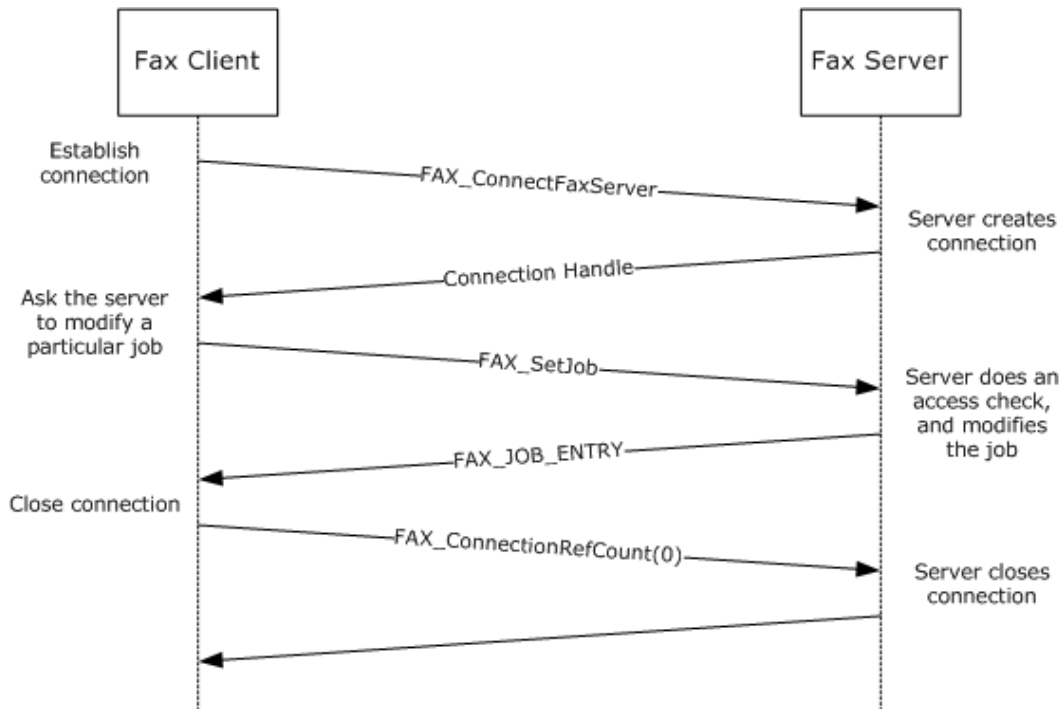 Fax Client
Fax Server
Establish
connection
FAX_ConnectFaxServer
Server creates
connection
Connection Handle
Ask the server
to modify a
particular job
FAX_SetJob
Server does an
access check,
and modifies
the job
FAX_JOB_ENTRY
Close connection
FAX_ConnectionRefCount(0)
Server closes
connection